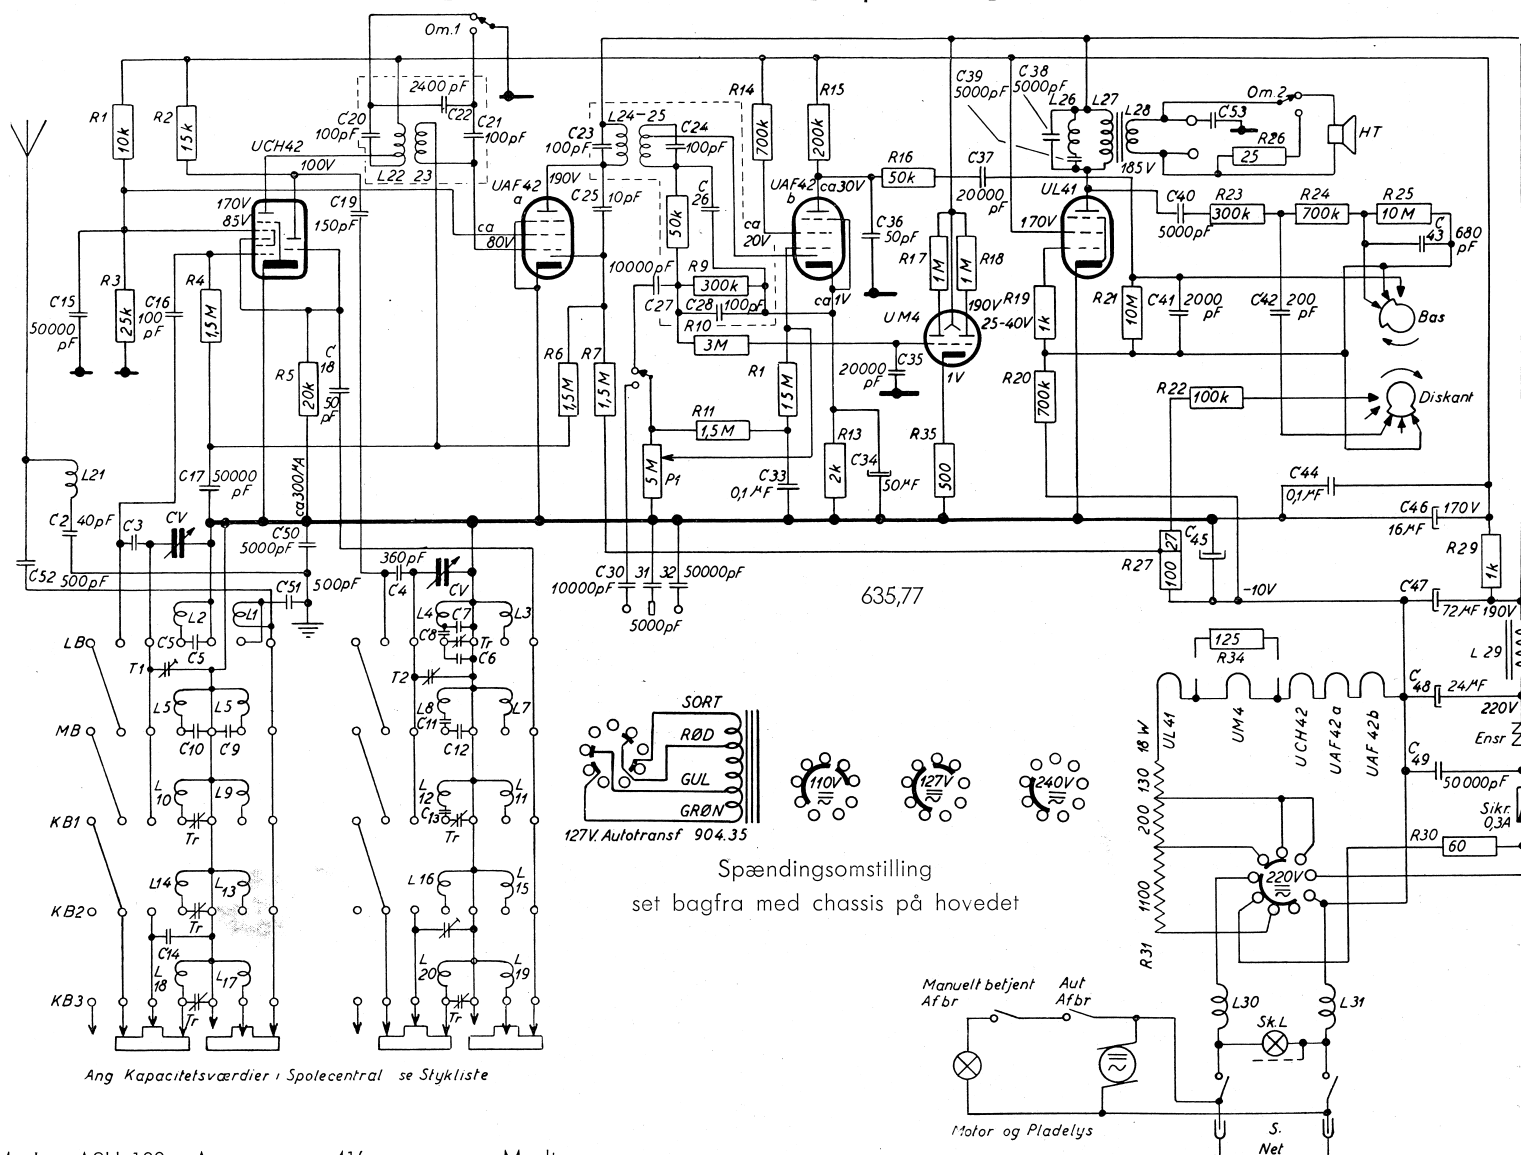 Om.1
2400 pF
C22
C20
100pF
C21
100pF
L22 23
R1
10k
R2
15k
UCH42
100V
170V
85V
C19
150pF
R3
25k
C15
50000
pF
C16
100
pF
R4
1,5M
R5
20k
C
18
50
pF
ca300µA
UAF42
a
190V
ca
80V
C23
100pF
L24-25
C24
100pF
C25
10pF
C
26
50k
10000pF
C27
R9
300k
C28
100pF
R10
3M
R6
1,5M
R7
1,5M
R11
1,5M
5M
P1
R14
700k
R15
200k
UAF42
b
ca30V
ca
20V
ca1V
R16
50k
C37
20000
pF
C36
50pF
R1
15M
C33
0,1µF
R13
2k
C34
50µF
R17
1M
R18
1M
UM4
190V
25-40V
1V
20000
pF
C35
R35
500
C39
5000pF
C38
5000pF
L26
L27
L28
185V
UL41
170V
R19
1k
R20
700k
R21
10M
C41
2000
pF
C40
5000pF
R23
300k
R24
700k
R25
10M
C
43
680
pF
C42
200
pF
Om.2
C53
R26
25
HT
Bas
R22
100k
Diskant
C44
0,1µF
C46
170V
16µF
R29
1k
C47
72µF
190V
L29
C45
R27
27
100
-10V
L21
C2
40pF
C52
500pF
C3
CV
C17
50000
pF
C50
5000pF
C51
500pF
360pF
C4
CV
C30
10000pF
31
32
50000pF
5000pF
635,77
LB
L2
L1
C5
C5
T1
L4
C7
L3
C8
Tr
C6
T2
MB
L5
L5
C10
C9
L8
C11
C12
L7
KB1
L
10
L9
Tr
L
12
C13
Tr
L
11
KB2
L14
L13
Tr
C14
L16
L
15
KB3
L
18
L17
Tr
L
20
Tr
L
19
Ang Kapacitetsværdier i Spolecentral se Stykliste
SORT
RØD
GUL
GRØN
127V. Autotransf 904.35
110V
127V
240V
Spændingsomstilling
set bagfra med chassis på hovedet
125
R34
UL41
UM4
UCH42
UAF42a
UAF42b
C
48
24µF
220V
Ensr
C
49
50000pF
Sikr.
0,3A
R30
60
18 W
130
200
1100
R31
220V
L30
L31
Sk.L
Manuelt betjent
Afbr
Aut
Afbr
Motor og Pladelys
S.
Net